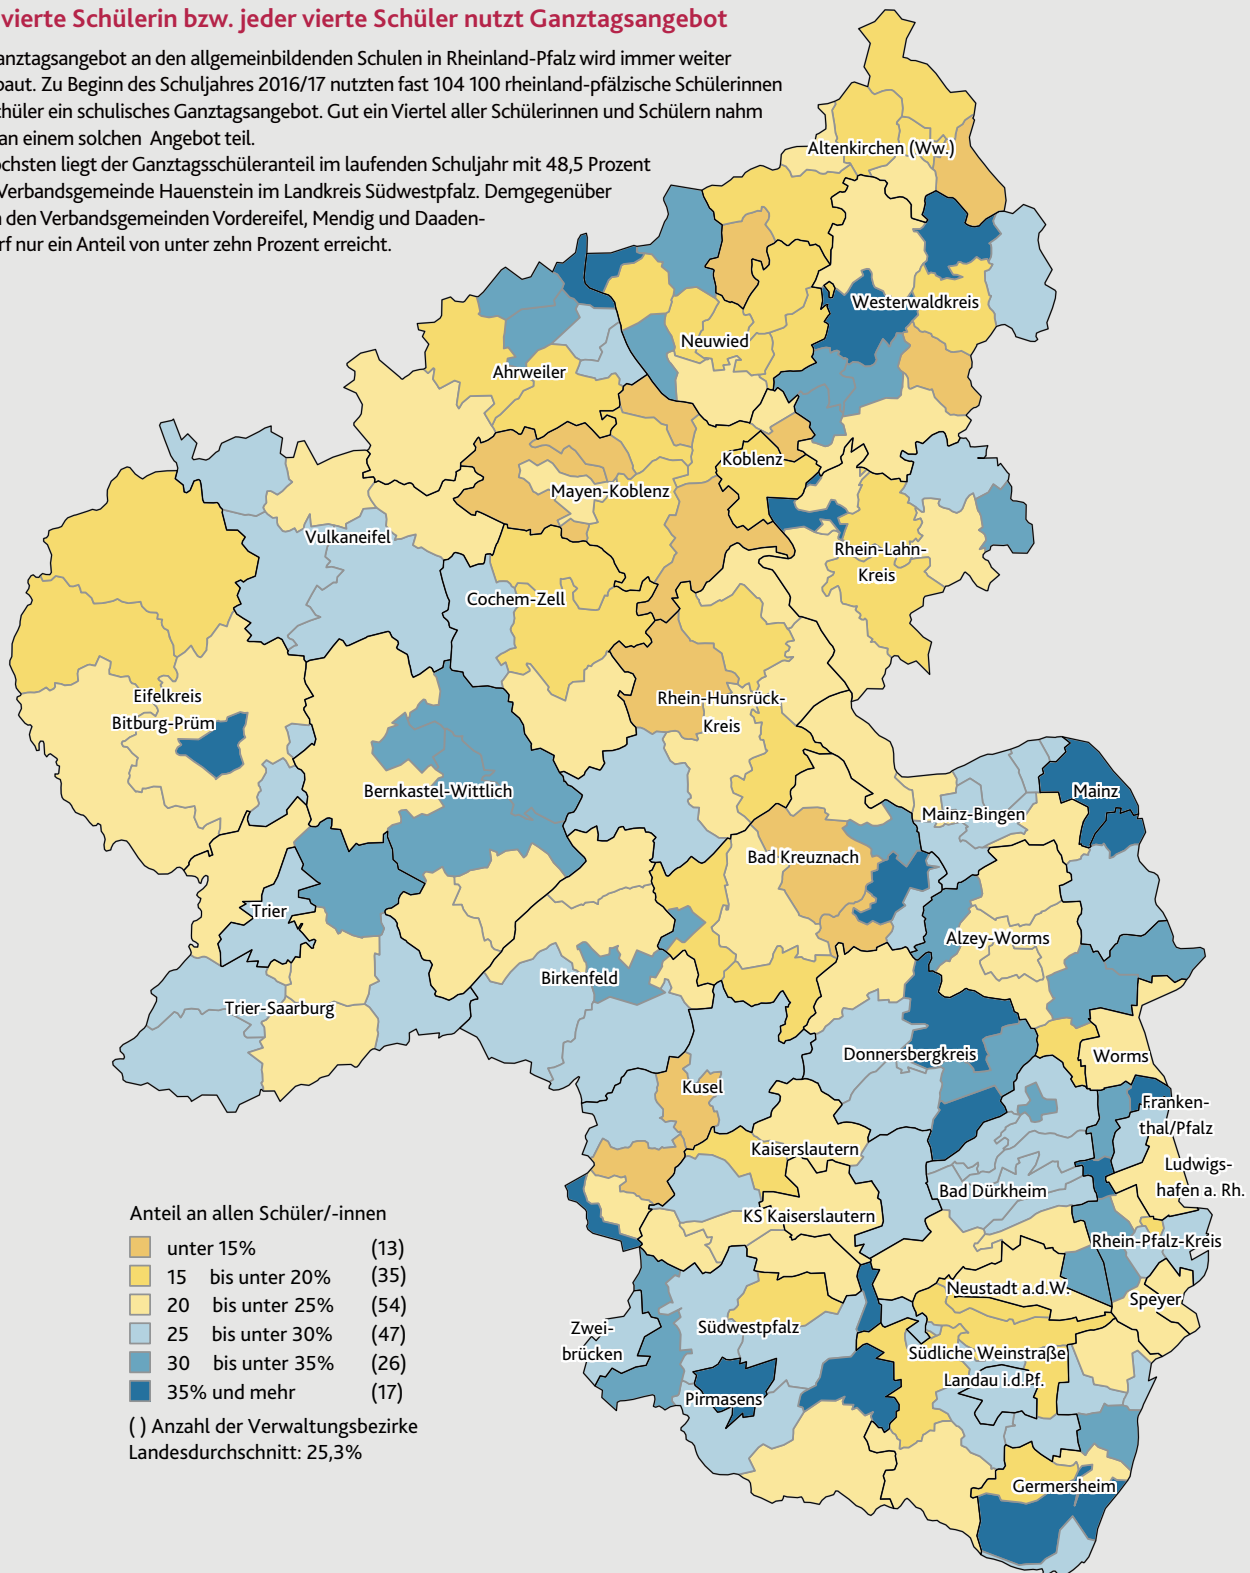 vierte Schülerin bzw. jeder vierte Schüler nutzt Ganztagsangebot
anztagsangebot an den allgemeinbildenden Schulen in Rheinland-Pfalz wird immer weiter
baut. Zu Beginn des Schuljahres 2016/17 nutzten fast 104 100 rheinland-pfälzische Schülerinnen
chüler ein schulisches Ganztagsangebot. Gut ein Viertel aller Schülerinnen und Schülern nahm
an einem solchen Angebot teil.
öchsten liegt der Ganztagsschüleranteil im laufenden Schuljahr mit 48,5 Prozent
Verbandsgemeinde Hauenstein im Landkreis Südwestpfalz. Demgegenüber
n den Verbandsgemeinden Vordereifel, Mendig und Daaden-
rf nur ein Anteil von unter zehn Prozent erreicht.
Altenkirchen (Ww.)
Westerwaldkreis
Neuwied
Ahrweiler
Koblenz
Mayen-Koblenz
Vulkaneifel
Rhein-Lahn-
Kreis
Cochem-Zell
Eifelkreis
Bitburg-Prüm
Rhein-Hunsrück-
Kreis
Bernkastel-Wittlich
Mainz
Mainz-Bingen
Bad Kreuznach
Trier
Alzey-Worms
Birkenfeld
Trier-Saarburg
Donnersbergkreis
Worms
Kusel
Franken-
thal/Pfalz
Kaiserslautern
Ludwigs-
hafen a. Rh.
Bad Dürkheim
KS Kaiserslautern
Rhein-Pfalz-Kreis
Neustadt a.d.W.
Speyer
Zwei-
brücken
Südwestpfalz
Südliche Weinstraße
Landau i.d.Pf.
Pirmasens
Germersheim
Anteil an allen Schüler/-innen
unter 15% (13)
15 bis unter 20% (35)
20 bis unter 25% (54)
25 bis unter 30% (47)
30 bis unter 35% (26)
35% und mehr (17)
( ) Anzahl der Verwaltungsbezirke
Landesdurchschnitt: 25,3%